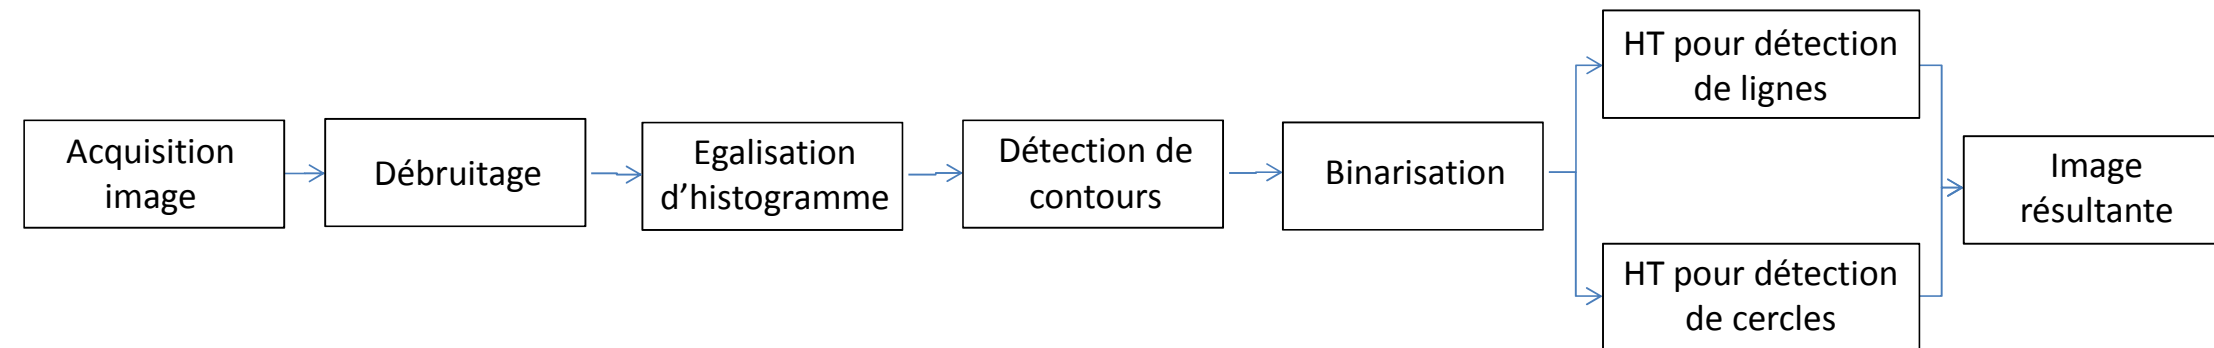 Acquisition
image
Débruitage
Egalisation
d’histogramme
Détection de
contours
Binarisation
HT pour détection
de lignes
HT pour détection
de cercles
Image
résultante